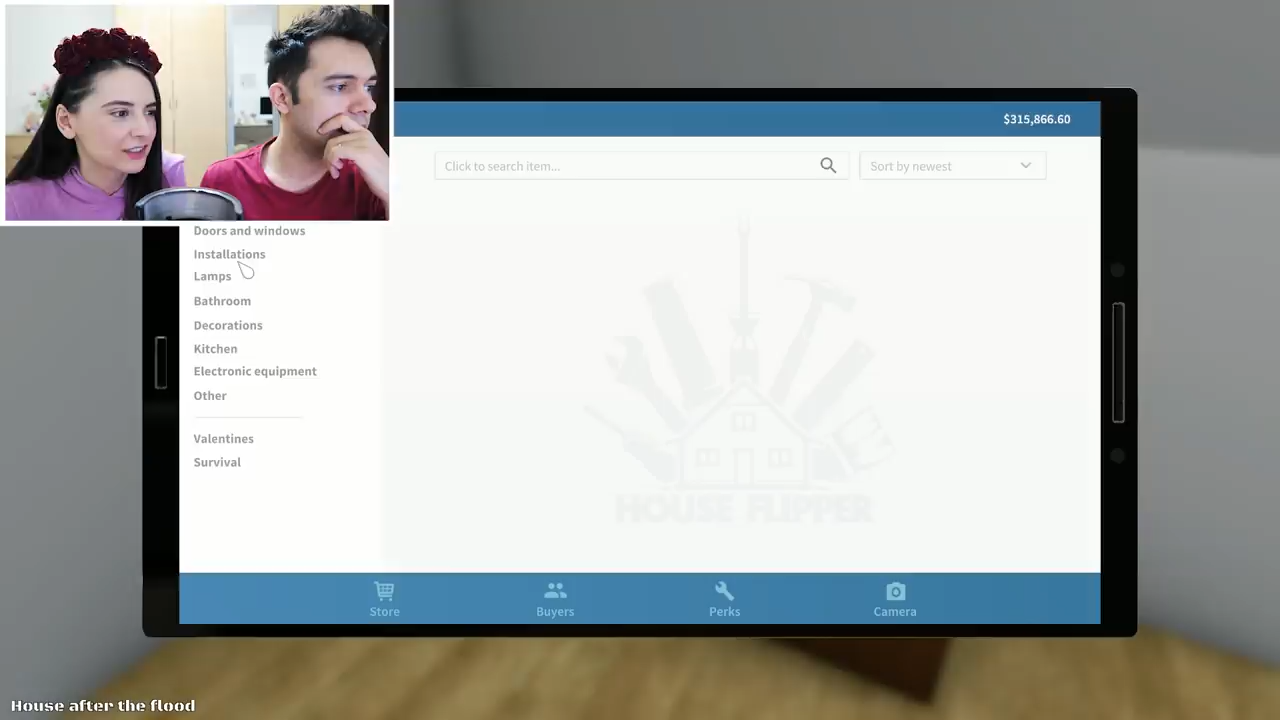 $315,866.60
Click to search item...
Sort by newest
Doors and windows
Installations
Lamps
Bathroom
Decorations
Kitchen
Electronic equipment
Other
Valentines
Survival
HOUSE FLIPPER
Store
Buyers
Perks
Camera
House after the flood